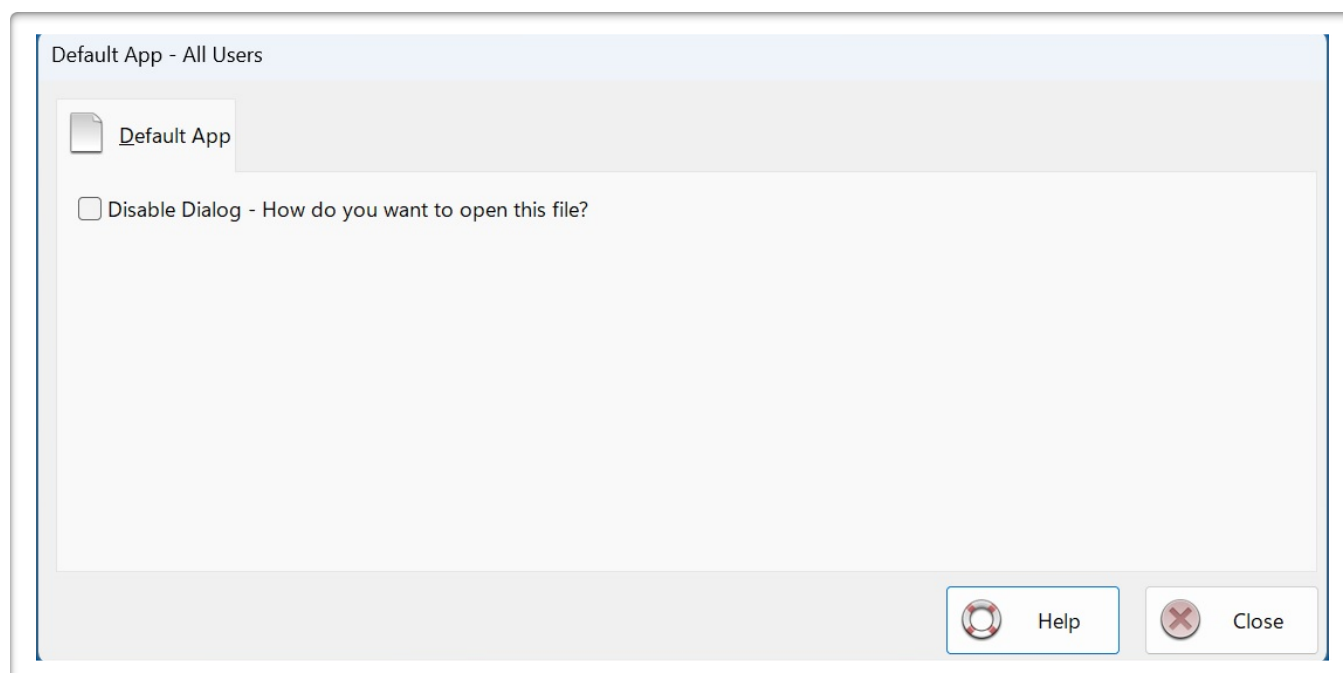 Default App - All Users
Default App
Disable Dialog - How do you want to open this file?
Help
Close